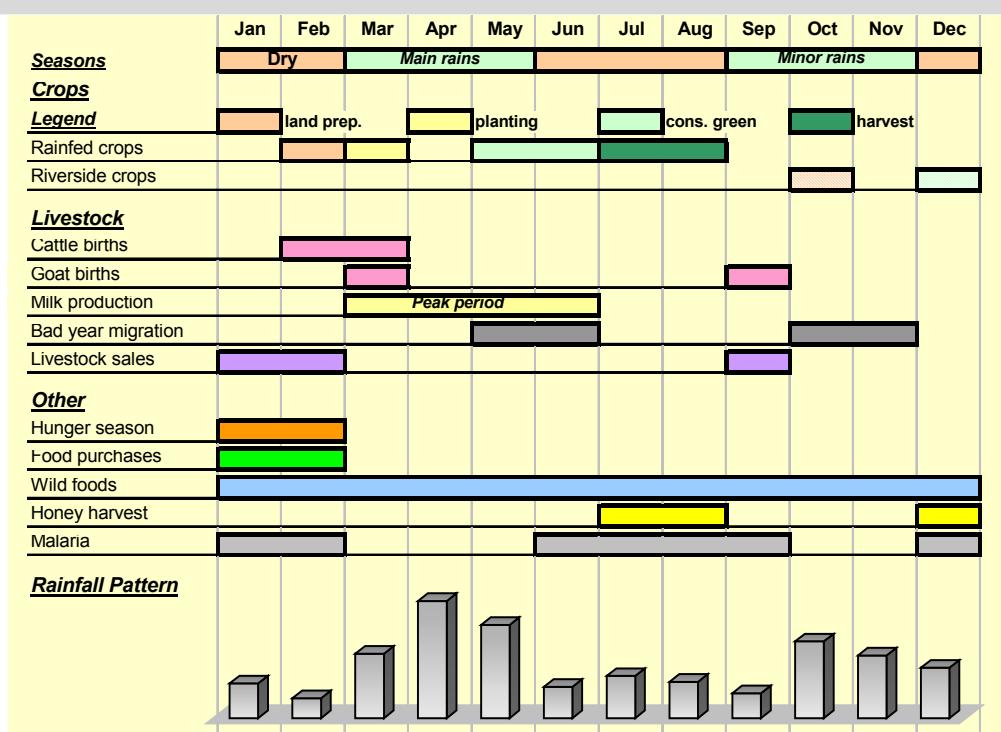 Jan Feb Mar Apr May Jun Jul Aug Sep Oct Nov Dec
Seasons Dry Main rains Minor rains
Crops
Legend land prep. planting cons. green harvest
Rainfed crops
Riverside crops
Livestock
Cattle births
Goat births
Milk production Peak period
Bad year migration
Livestock sales
Other
Hunger season
Food purchases
Wild foods
Honey harvest
Malaria
Rainfall Pattern